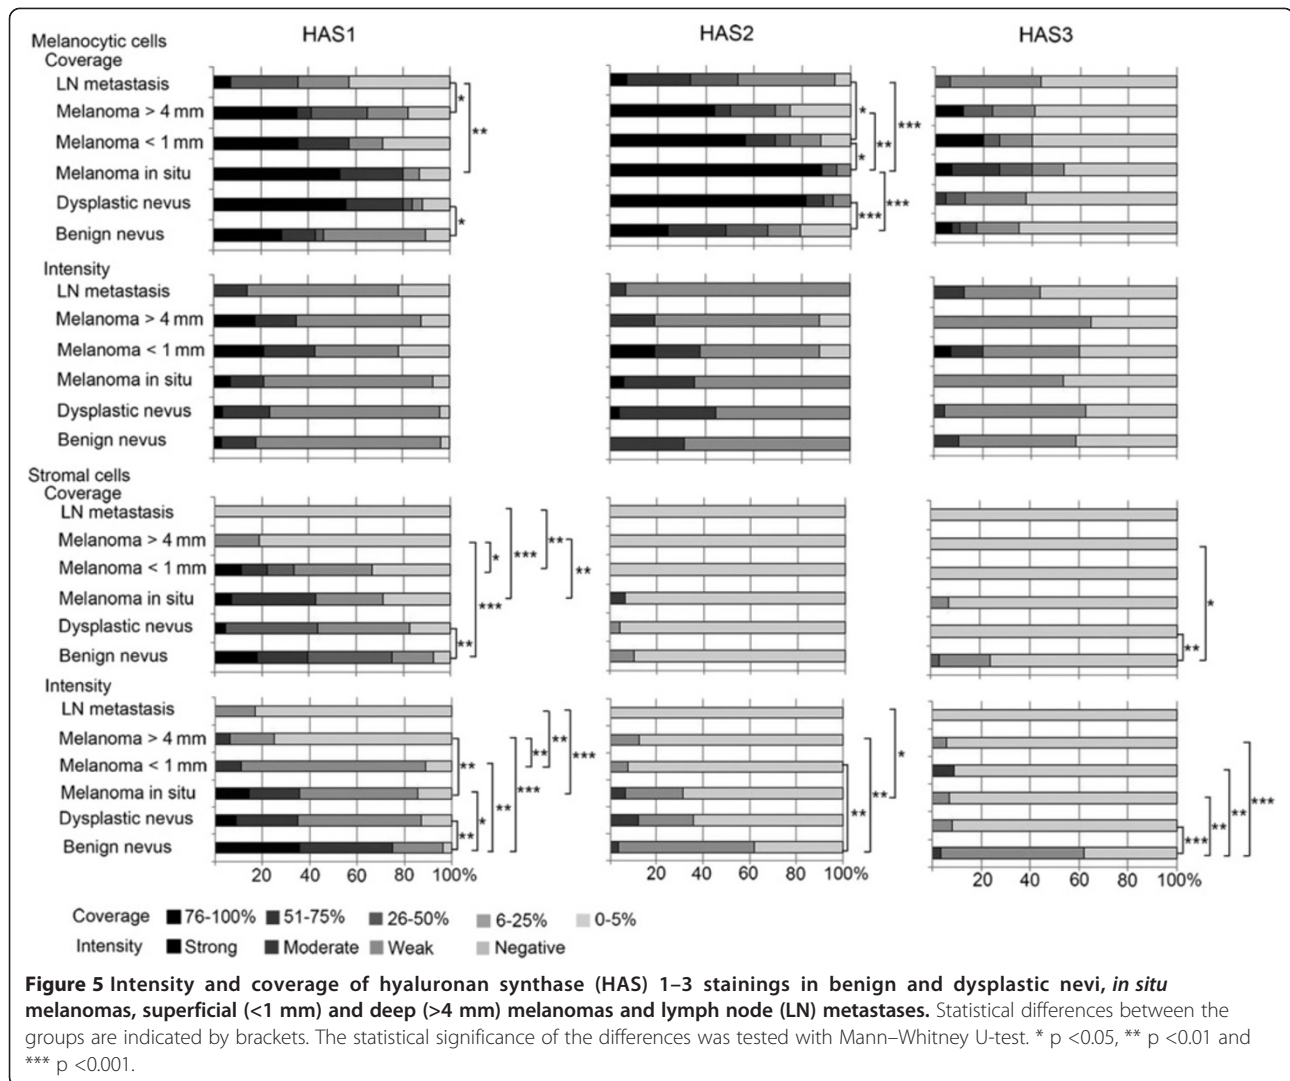 HAS1 HAS2 HAS3
Melanocytic cells
Coverage
LN metastasis
*
Melanoma > 4 mm
* ***
**
Melanoma < 1 mm
**
*
Melanoma in situ
Dysplastic nevus
*** ***
*
Benign nevus
Intensity
LN metastasis
Melanoma > 4 mm
Melanoma < 1 mm
Melanoma in situ
Dysplastic nevus
Benign nevus
Stromal cells
Coverage
LN metastasis
Melanoma > 4 mm
* *** **
Melanoma < 1 mm
**
Melanoma in situ
*** *
Dysplastic nevus
** **
Benign nevus
Intensity
LN metastasis
Melanoma > 4 mm
** ** *** *
Melanoma < 1 mm
**
Melanoma in situ
*** ** ***
* ** ** **
Dysplastic nevus
** *** **
Benign nevus
20 40 60 80 100% 20 40 60 80 100% 20 40 60 80 100%
Coverage 76-100% 51-75% 26-50% 6-25% 0-5%
Intensity Strong Moderate Weak Negative
Figure 5 Intensity and coverage of hyaluronan synthase (HAS) 1–3 stainings in benign and dysplastic nevi, in situ
melanomas, superficial (<1 mm) and deep (>4 mm) melanomas and lymph node (LN) metastases. Statistical differences between the
groups are indicated by brackets. The statistical significance of the differences was tested with Mann–Whitney U-test. * p <0.05, ** p <0.01 and
*** p <0.001.